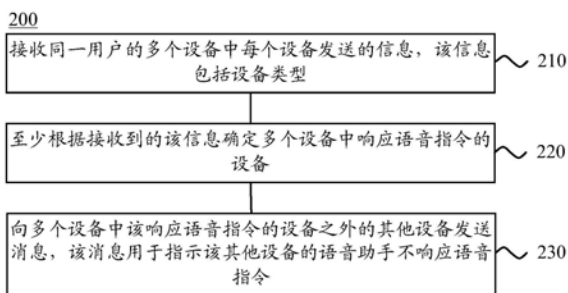 200
接收同一用户的多个设备中每个设备发送的信息，该信息
包括设备类型
210
至少根据接收到的该信息确定多个设备中响应语音指令的
设备
220
向多个设备中该响应语音指令的设备之外的其他设备发送
消息，该消息用于指示该其他设备的语音助手不响应语音
指令
230